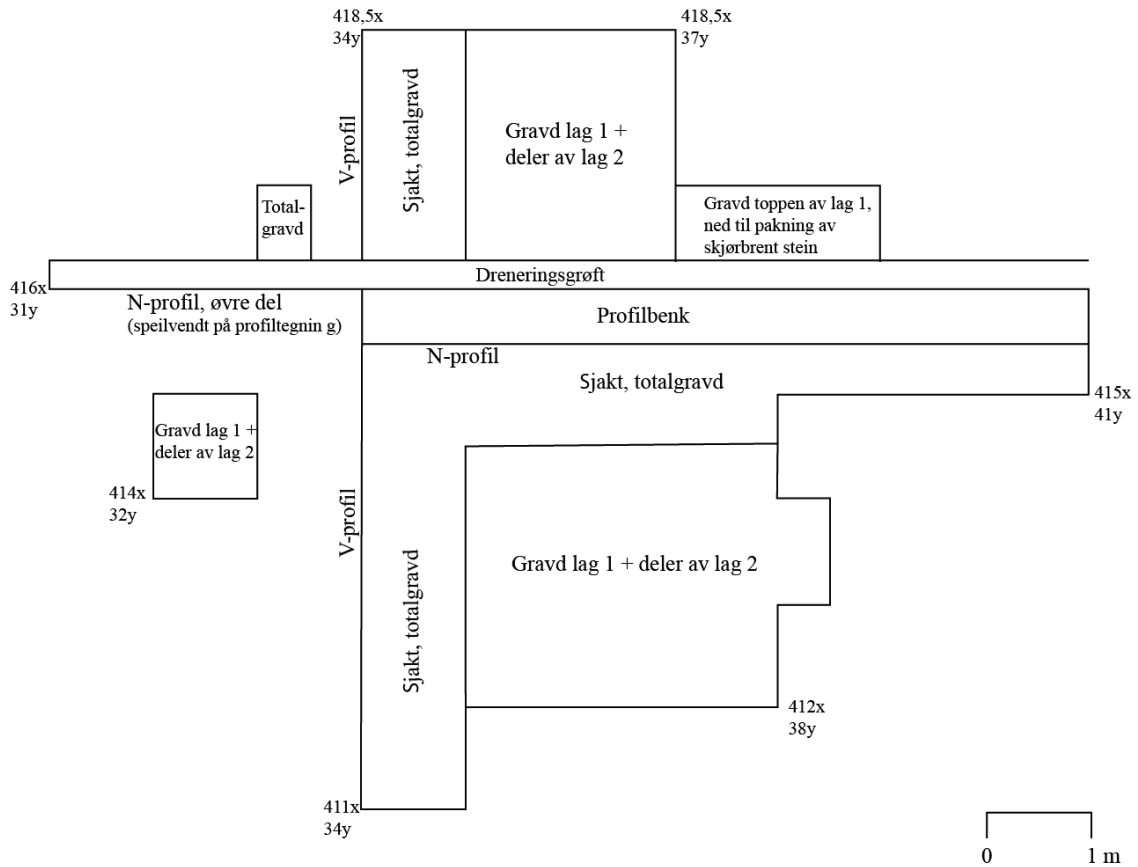 418,5x
34y
418,5x
37y
V-profil
Sjakt, totalgravd
Gravd lag 1 +
deler av lag 2
Total-
gravd
Gravd toppen av lag 1,
ned til pakning av
skjørbrent stein
Dreneringsgrøft
416x
31y
N-profil, øvre del
(speilvendt på profiltegnin g)
Profilbenk
N-profil
Sjakt, totalgravd
415x
41y
Gravd lag 1 +
deler av lag 2
414x
32y
V-profil
Sjakt, totalgravd
Gravd lag 1 + deler av lag 2
412x
38y
411x
34y
0 1 m